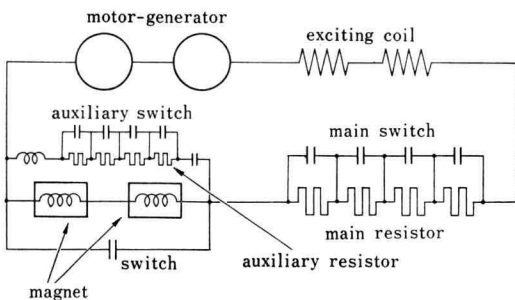 motor-generator
exciting coil
auxiliary switch
main switch
main resistor
switch
auxiliary resistor
magnet